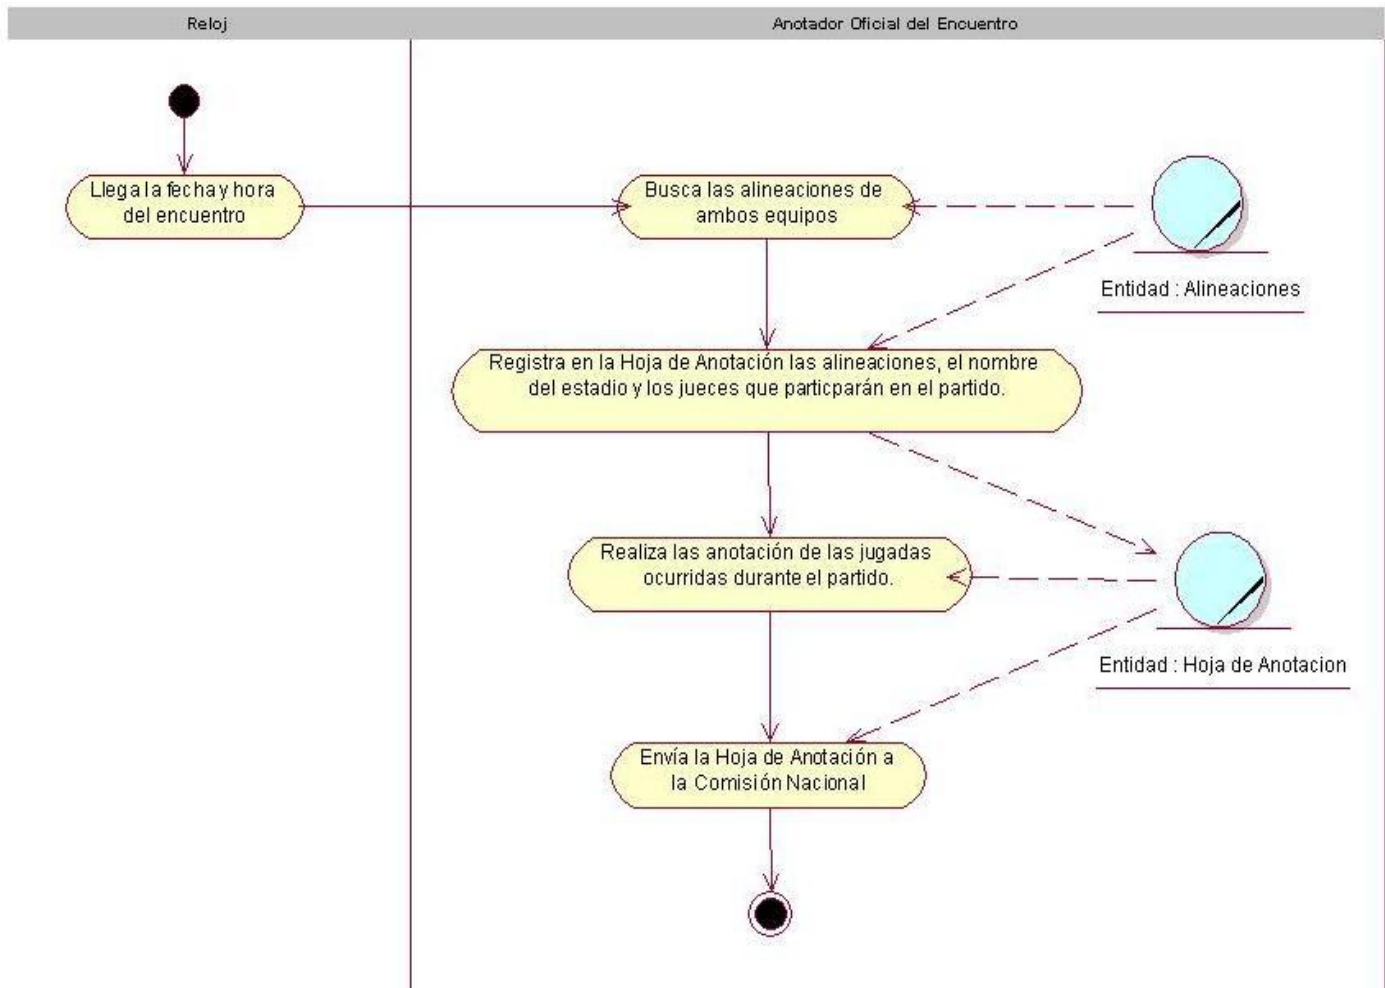 Reloj
Anotador Oficial del Encuentro
Llega la fecha y hora
del encuentro
Busca las alineaciones de
ambos equipos
Entidad : Alineaciones
Registra en la Hoja de Anotación las alineaciones, el nombre
del estadio y los jueces que particparán en el partido.
Realiza las anotación de las jugadas
ocurridas durante el partido.
Entidad : Hoja de Anotacion
Envía la Hoja de Anotación a
la Comisión Nacional